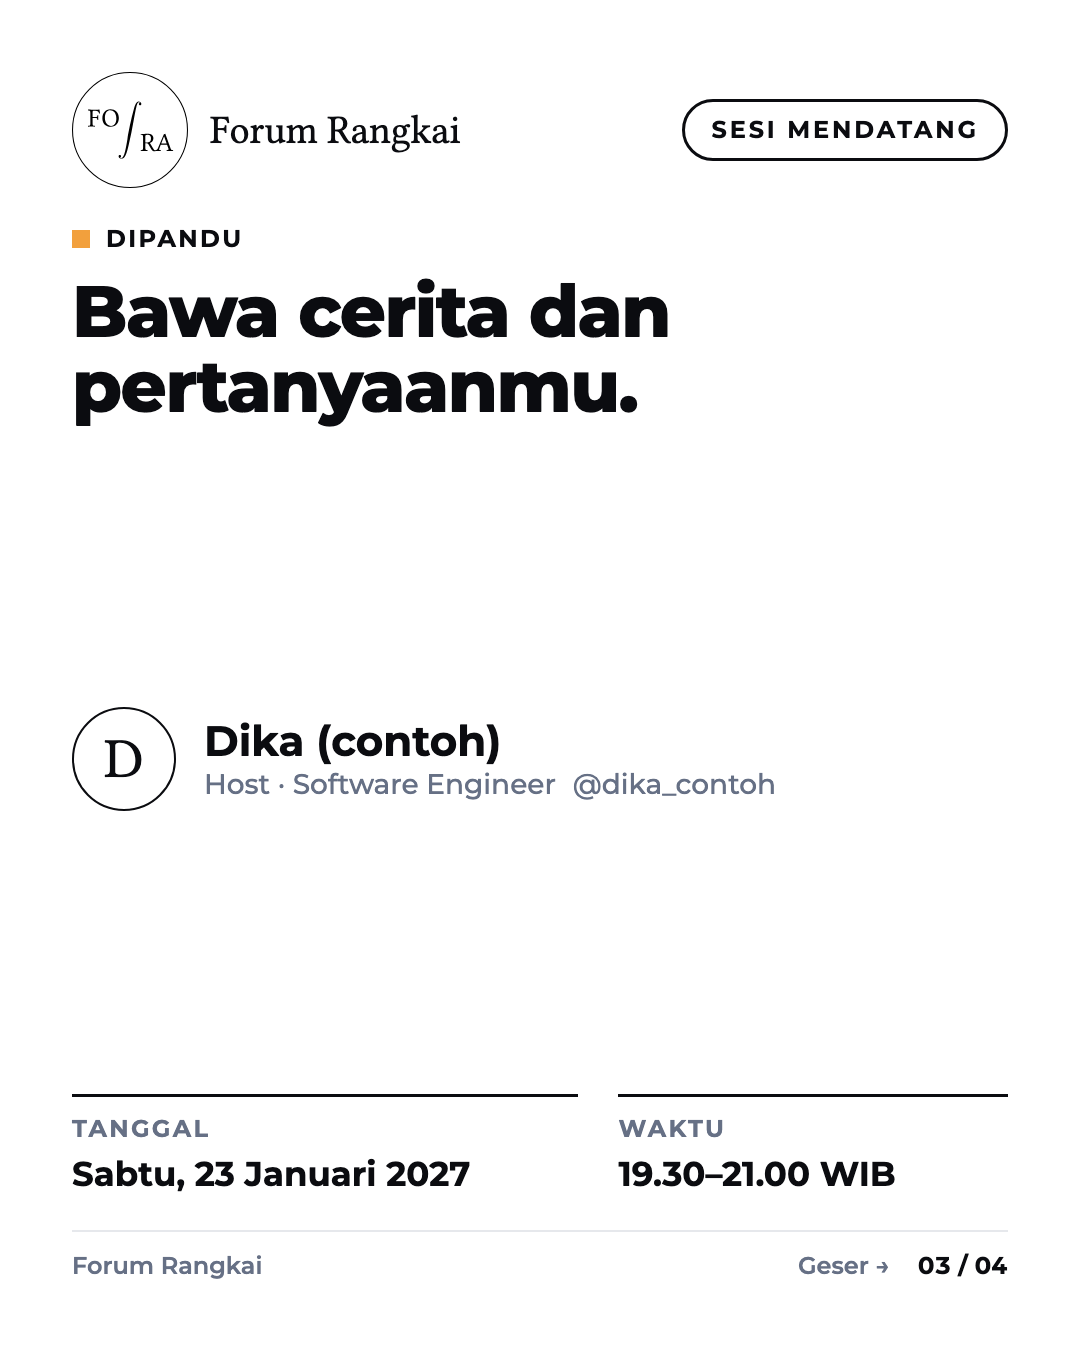 FO∫RA
Forum Rangkai
SESI MENDATANG
DIPANDU
Bawa cerita dan
pertanyaanmu.
D
Dika (contoh)
Host · Software Engineer @dika_contoh
TANGGAL
Sabtu, 23 Januari 2027
WAKTU
19.30–21.00 WIB
Forum Rangkai
Geser → 03 / 04